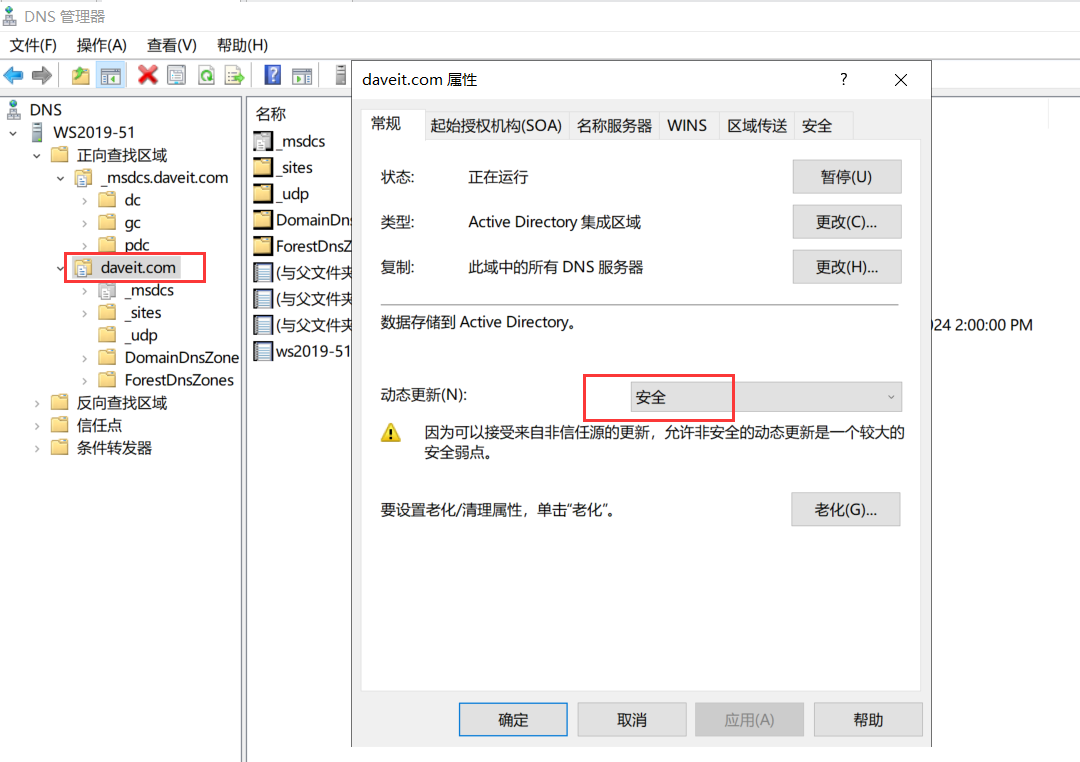 DNS 管理器
文件(F) 操作(A) 查看(V) 帮助(H)
DNS
WS2019-51
正向查找区域
_msdcs.daveit.com
dc
gc
pdc
daveit.com
_msdcs
_sites
_udp
DomainDnsZone
ForestDnsZones
反向查找区域
信任点
条件转发器
名称
_msdcs
_sites
_udp
DomainDns
ForestDnsZ
(与父文件夹
(与父文件夹
(与父文件夹
ws2019-51
24 2:00:00 PM
daveit.com 属性
?
常规 起始授权机构(SOA) 名称服务器 WINS 区域传送 安全
状态: 正在运行 暂停(U)
类型: Active Directory 集成区域 更改(C)...
复制: 此域中的所有 DNS 服务器 更改(H)...
数据存储到 Active Directory。
动态更新(N): 安全
因为可以接受来自非信任源的更新，允许非安全的动态更新是一个较大的
安全弱点。
要设置老化/清理属性，单击“老化”。 老化(G)...
确定 取消 应用(A) 帮助